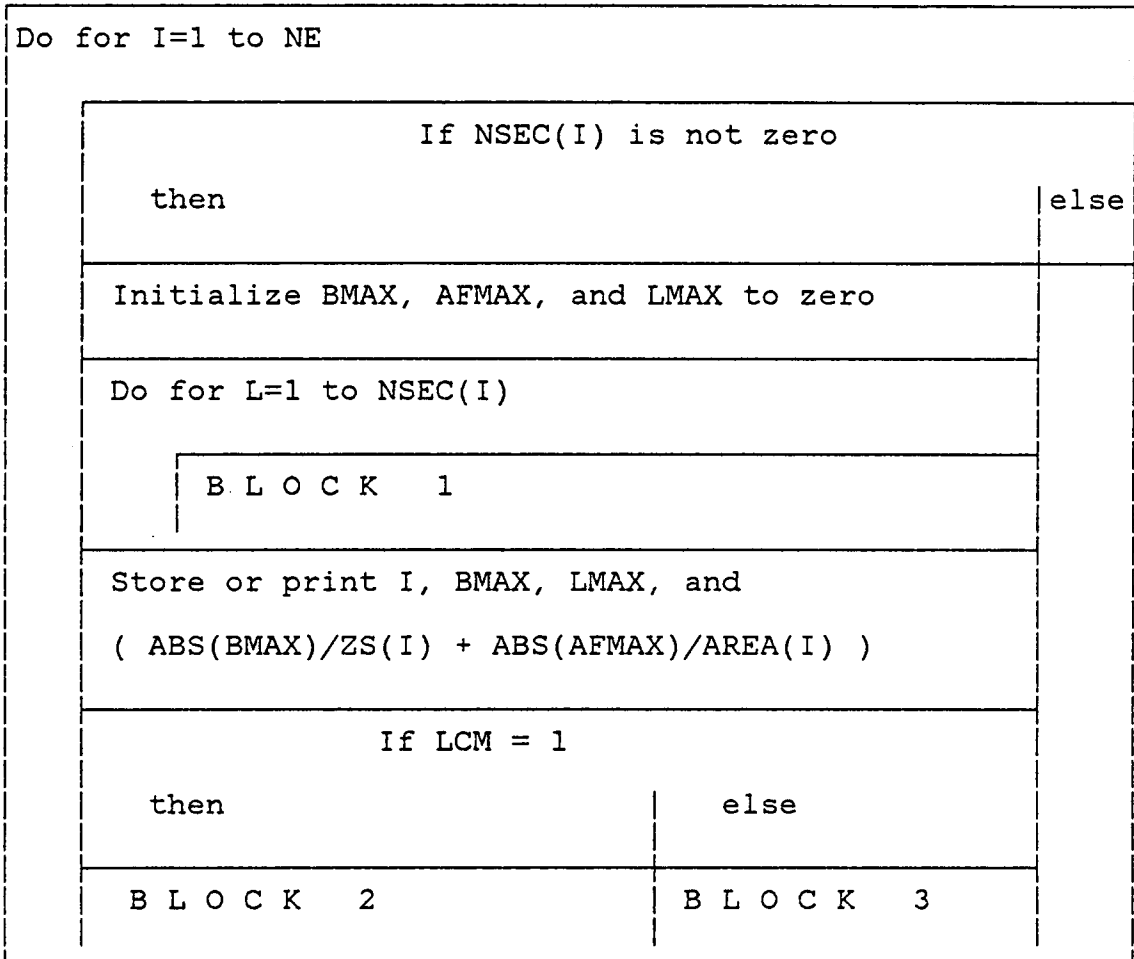 Do for I=1 to NE
If NSEC(I) is not zero
then else
Initialize BMAX, AFMAX, and LMAX to zero
Do for L=1 to NSEC(I)
B L O C K 1
Store or print I, BMAX, LMAX, and
( ABS(BMAX)/ZS(I) + ABS(AFMAX)/AREA(I) )
If LCM = 1
then else
B L O C K 2 B L O C K 3